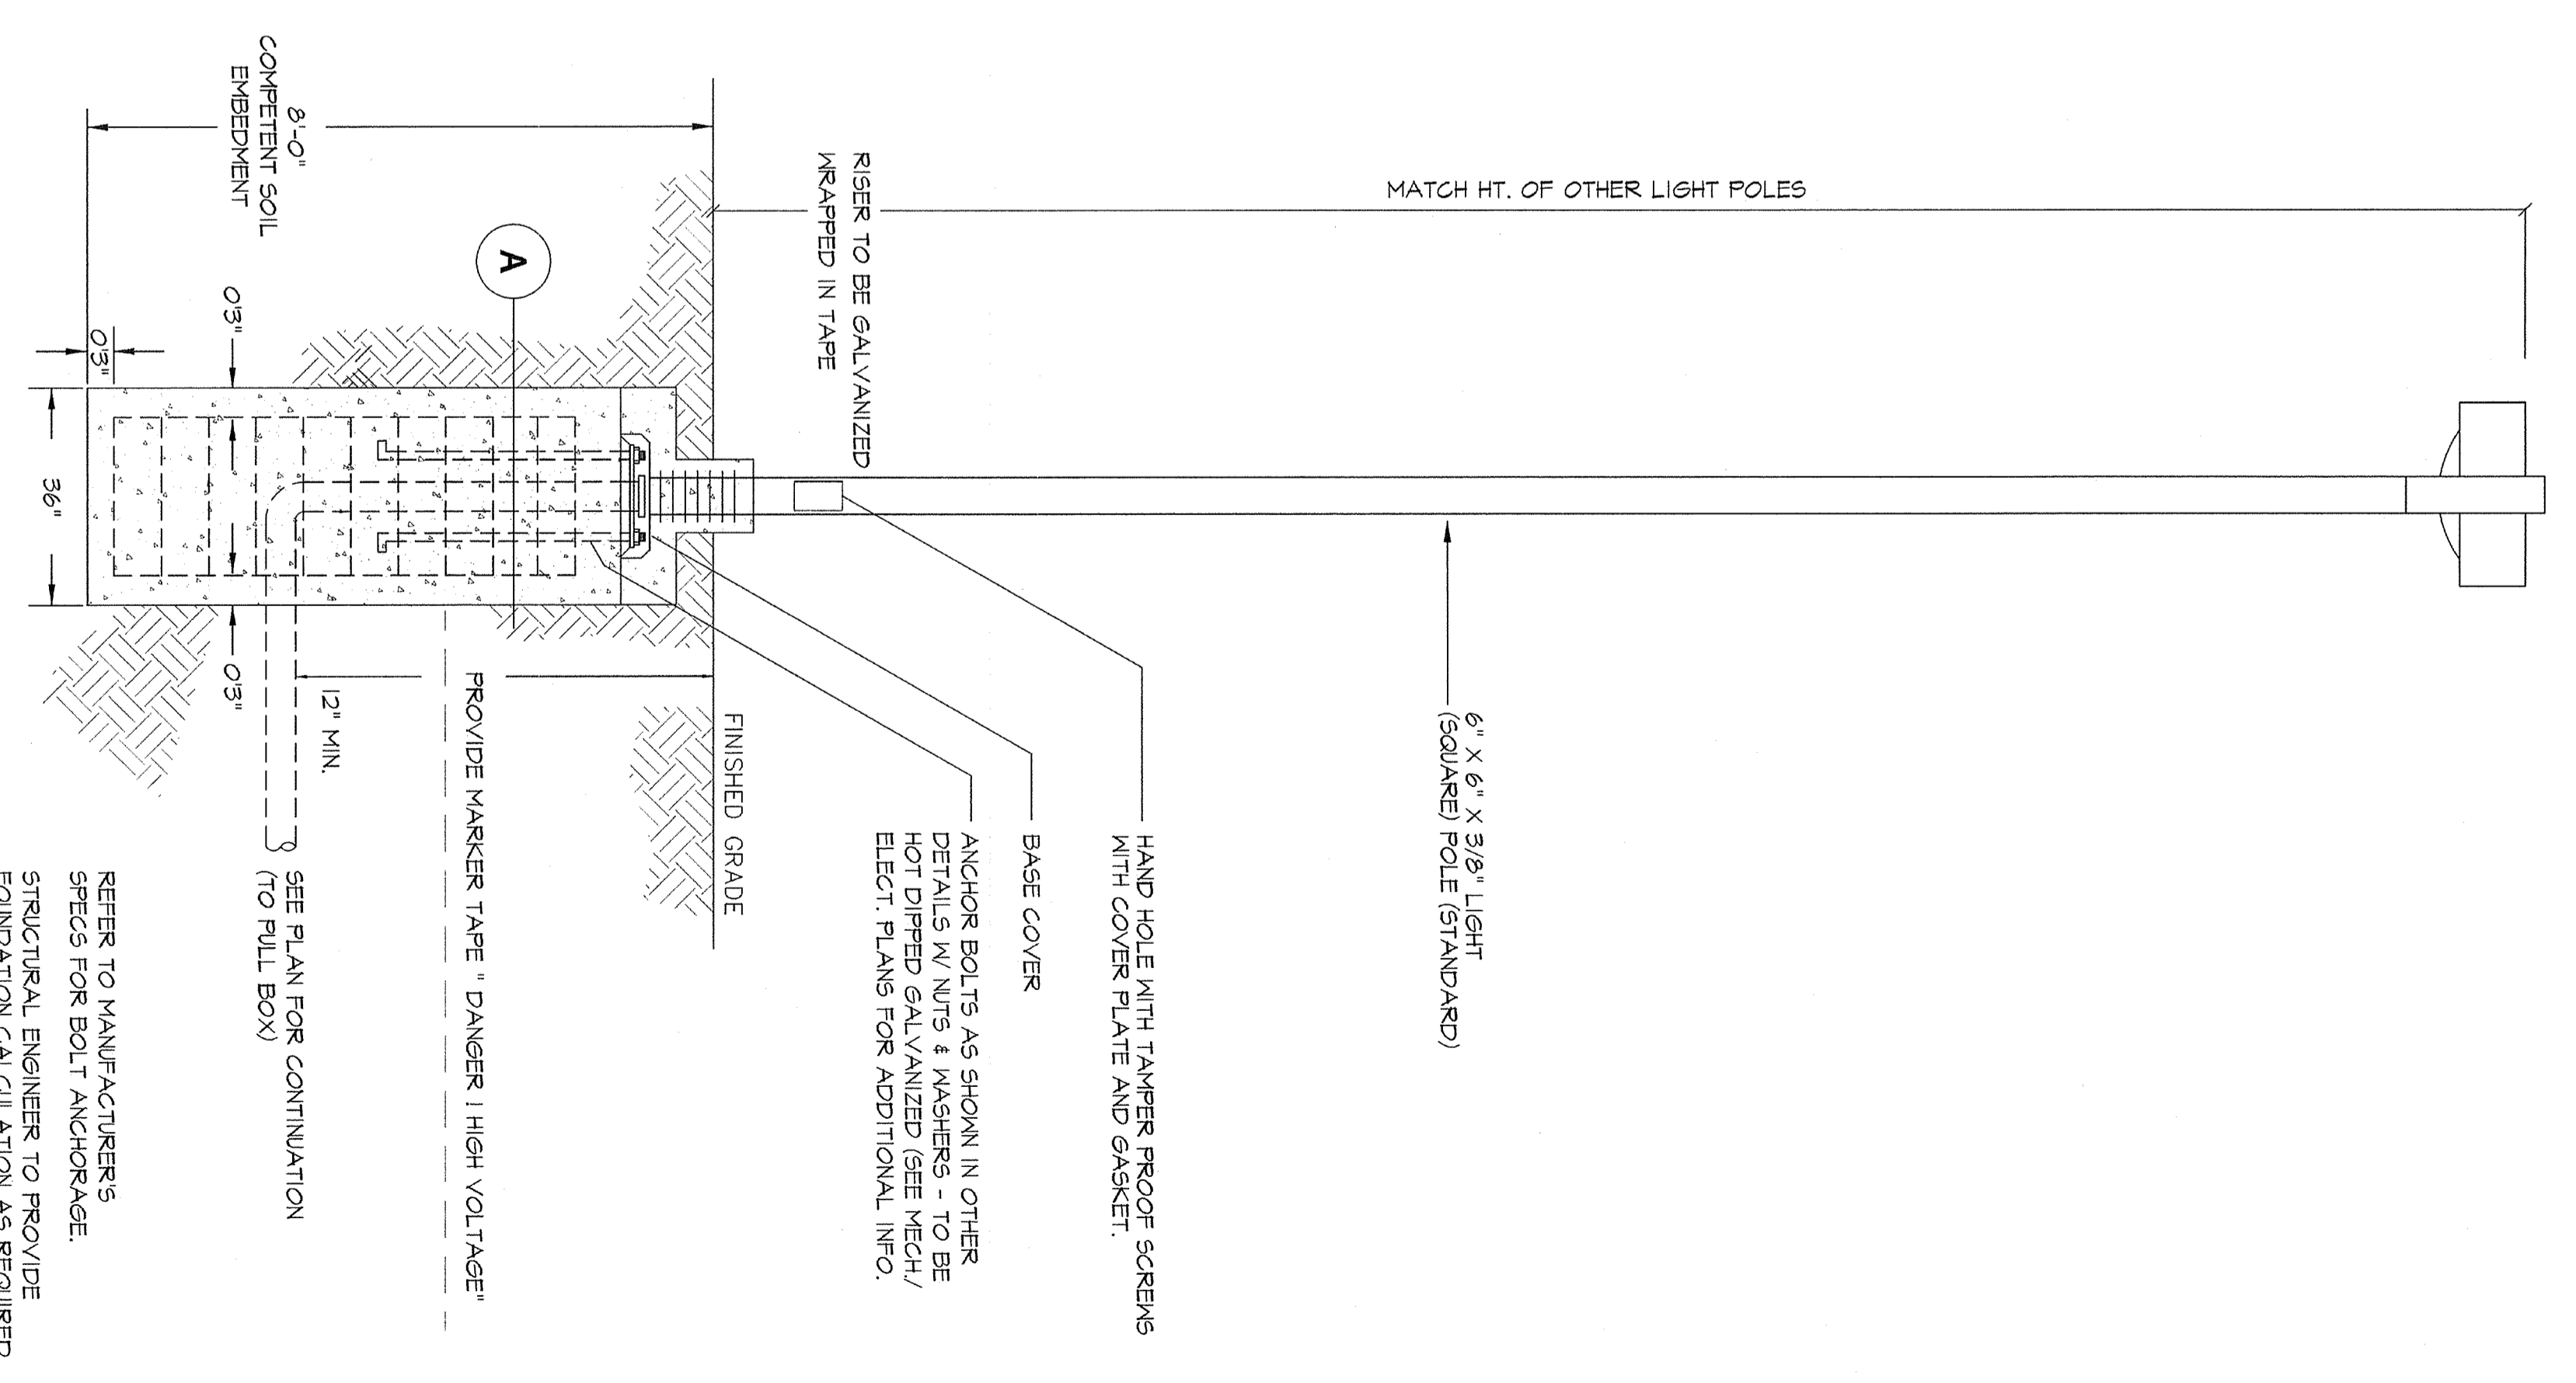 MATCH HT. OF OTHER LIGHT POLES
6" X 6" X 3/8" LIGHT
(SQUARE) POLE (STANDARD)
HAND HOLE WITH TAMPER PROOF SCREWS
WITH COVER PLATE AND GASKET.
BASE COVER
ANCHOR BOLTS AS SHOWN IN OTHER
DETAILS W/ NUTS & WASHERS - TO BE
HOT DIPPED GALVANIZED (SEE MECH./
ELECT. PLANS FOR ADDITIONAL INFO.
RISER TO BE GALVANIZED
WRAPPED IN TAPE
FINISHED GRADE
A
PROVIDE MARKER TAPE " DANGER ! HIGH VOLTAGE"
12" MIN.
8'-0"
COMPETENT SOIL
EMBEDMENT
0'3"
0'3"
0'3"
SEE PLAN FOR CONTINUATION
(TO PULL BOX)
36"
REFER TO MANUFACTURER'S
SPECS FOR BOLT ANCHORAGE.
STRUCTURAL ENGINEER TO PROVIDE
FOUNDATION CALCULATION AS REQUIRED